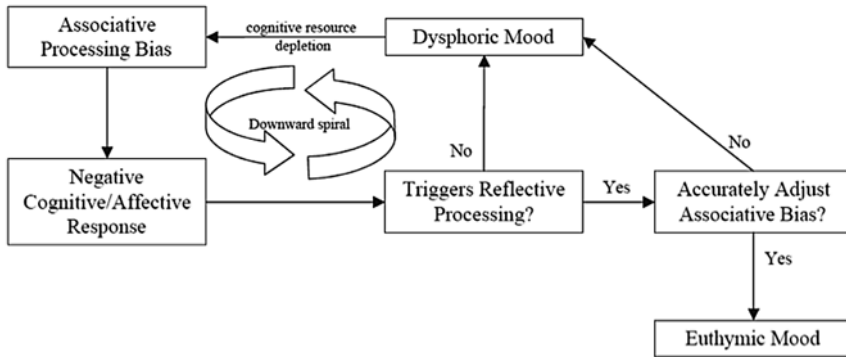 Associative
Processing Bias
cognitive resource
depletion
Dysphoric Mood
Downward spiral
No
No
Negative
Cognitive/Affective
Response
Triggers Reflective
Processing?
Yes
Accurately Adjust
Associative Bias?
Yes
Euthymic Mood